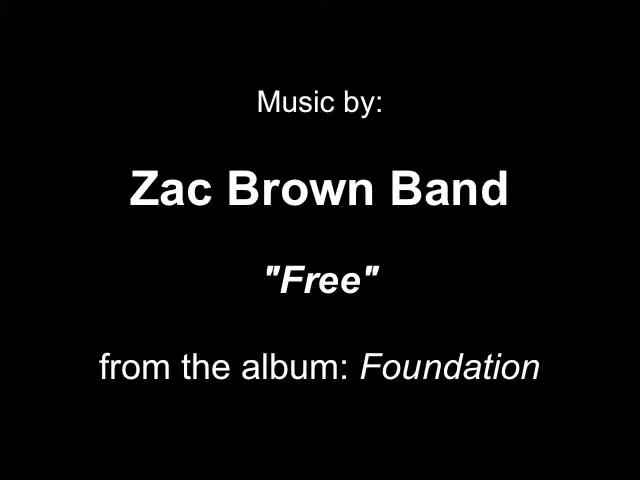 Music by:
Zac Brown Band
"Free"
from the album: Foundation